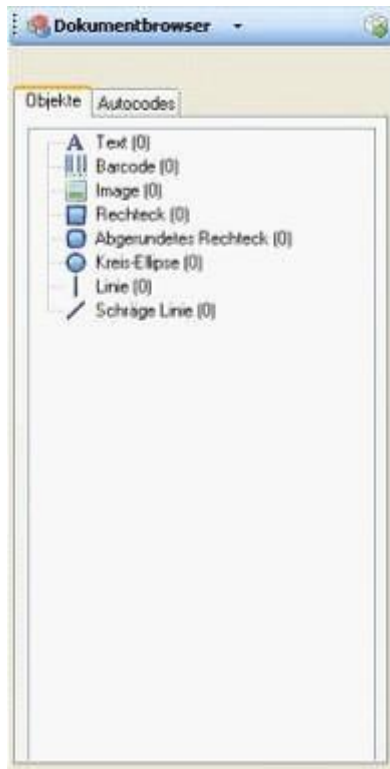 Dokumentbrowser
Objekte Autocodes
Text (0)
Barcode (0)
Image (0)
Rechteck (0)
Abgerundetes Rechteck (0)
Kreis-Ellipse (0)
Linie (0)
Schräge Linie (0)